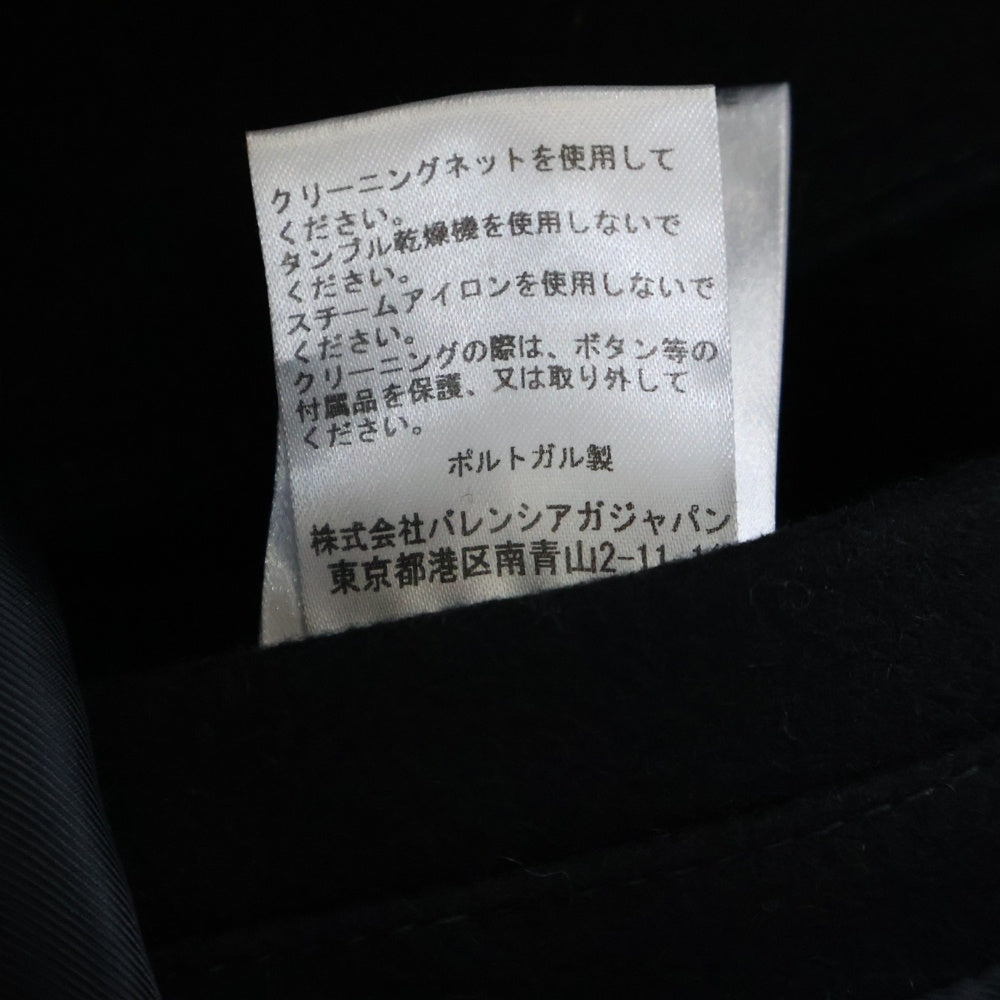 クリーニングネットを使用して
ください。
タンブル乾燥機を使用しないで
ください。
スチームアイロンを使用しないで
ください。
クリーニングの際は、ボタン等の
付属品を保護、又は取り外して
ください。
ポルトガル製
株式会社バレンシアガジャパン
東京都港区南青山2-11